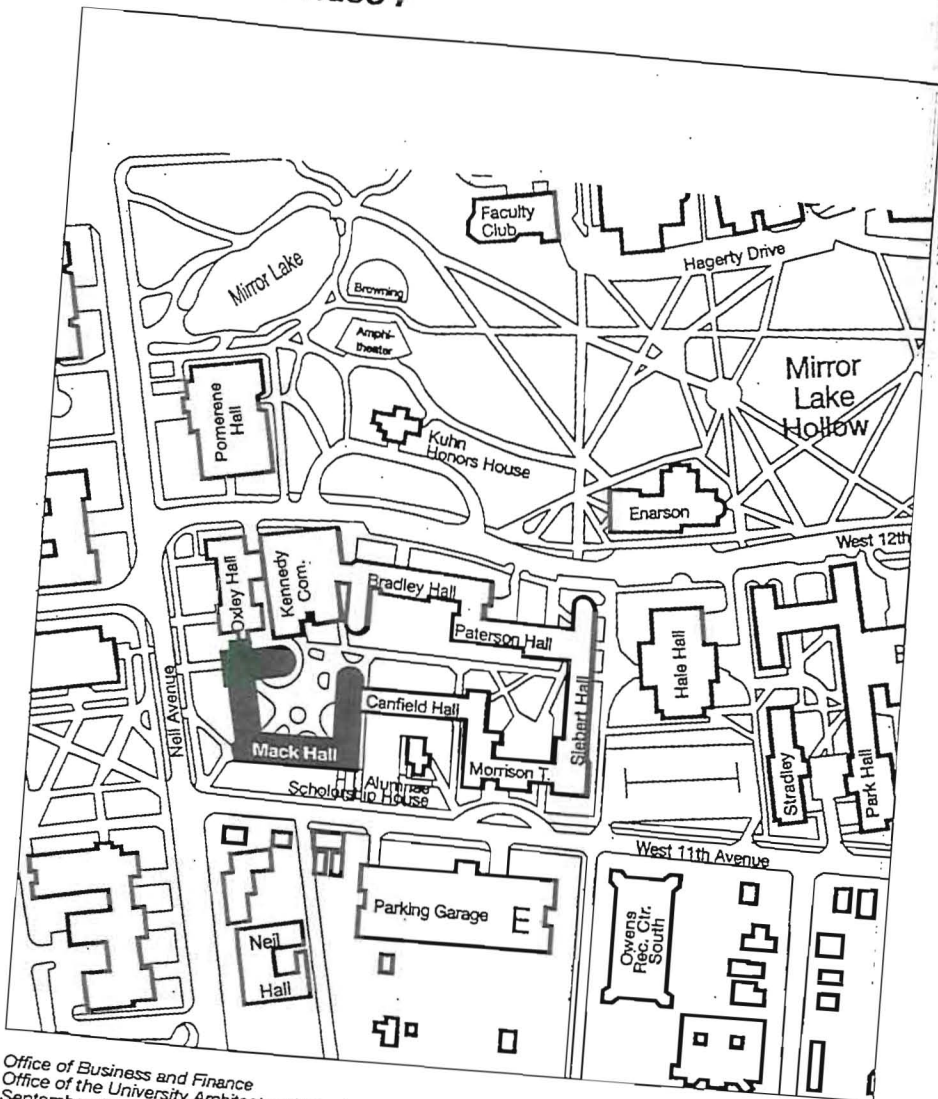 Faculty
Club
Hagerty Drive
Mirror Lake
Browning
Amphi-
theater
Mirror
Lake
Hollow
Pomerene
Hall
Kuhn
Honors House
Enarson
West 12th
Oxley Hall
Kennedy
Com.
Bradley Hall
Paterson Hall
Hale Hall
Neil Avenue
Canfield Hall
Siebert Hall
Mack Hall
Morrison T.
Stradley
Park Hall
Alumnae
Scholarship House
West 11th Avenue
Parking Garage
E
Owens
Rec. Ctr.
South
Neil
Hall
Office of Business and Finance
Office of the University